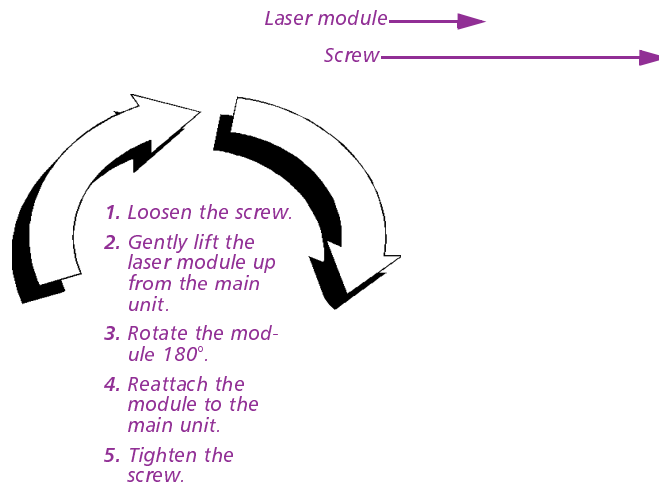 Laser module
Screw
1. Loosen the screw.
2. Gently lift the
laser module up
from the main
unit.
3. Rotate the mod-
ule 180°.
4. Reattach the
module to the
main unit.
5. Tighten the
screw.